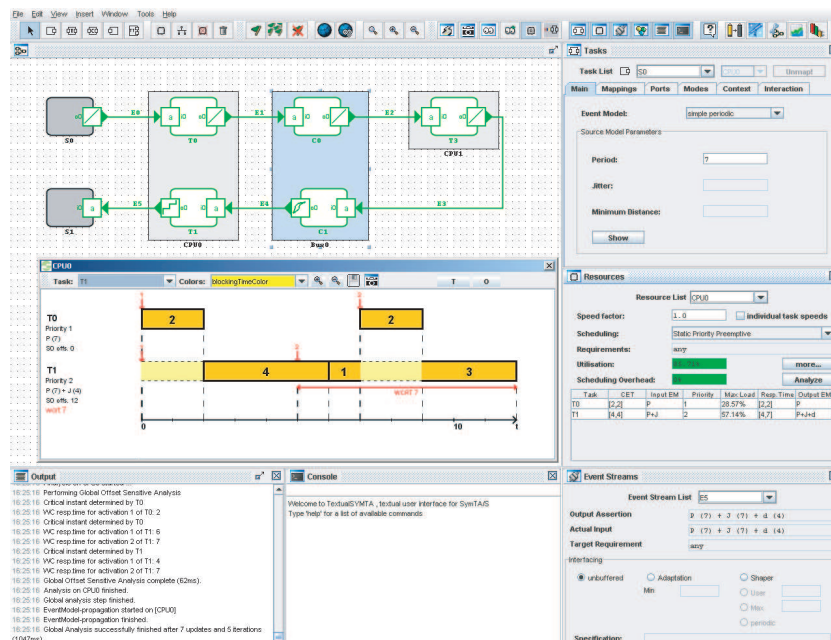 File Edit View Insert Window Tools Help
Tasks
Task List S0 CPU0 Unmap!
Main Mappings Ports Modes Context Interaction
Event Model: simple periodic
Source Model Parameters
Period: 7
Jitter:
Minimum Distance:
Show
S0 E0 T0 E1 C0 E2 T3 CPU1
S1 E5 T1 CPU0 E4 C1 Bus0 E3
CPU0
Task: T1 Colors: blockingTimeColor T O
T0
Priority 1
P (7)
S0 offs. 0
2 2
T1
Priority 2
P (7) + J (4)
S0 offs. 12
wcrt 7
4 1 3
WCRT 7
0 10 t
Resources
Resource List CPU0
Speed factor: 1.0 individual task speeds
Scheduling: Static Priority Preemptive
Requirements: any
Utilisation: more...
Scheduling Overhead: Analyze
Task CET Input EM Priority Max Load Resp.Time Output EM
T0 [2,2] P 1 28.57% [2,2] P
T1 [4,4] P+J 2 57.14% [4,7] P+J+d
Output
16:25:16 Performing Global Offset Sensitive Analysis
16:25:16 Critical instant determined by T0
16:25:16 WC resp.time for activation 1 of T0: 2
16:25:16 Critical instant determined by T0
16:25:16 WC resp.time for activation 1 of T1: 6
16:25:16 WC resp.time for activation 2 of T1: 7
16:25:16 Critical instant determined by T1
16:25:16 WC resp.time for activation 1 of T1: 4
16:25:16 WC resp.time for activation 2 of T1: 7
16:25:16 Global Offset Sensitive Analysis complete (62ms).
16:25:16 Analysis on CPU0 finished.
16:25:16 Global analysis step finished.
16:25:16 EventModel-propagation started on [CPU0]
16:25:16 EventModel-propagation finished.
16:25:16 Global Analysis successfully finished after 7 updates and 5 iterations
(1047ms)
Console
Welcome to TextualSYMTA , textual user interface for SymTA/S
Type 'help' for a list of available commands
Event Streams
Event Stream List E5
Output Assertion P (7) + J (7) + d (4)
Actual Input P (7) + J (7) + d (4)
Target Requirement any
Interfacing
unbuffered Adaptation Shaper
Min User
Max
periodic
Specification: